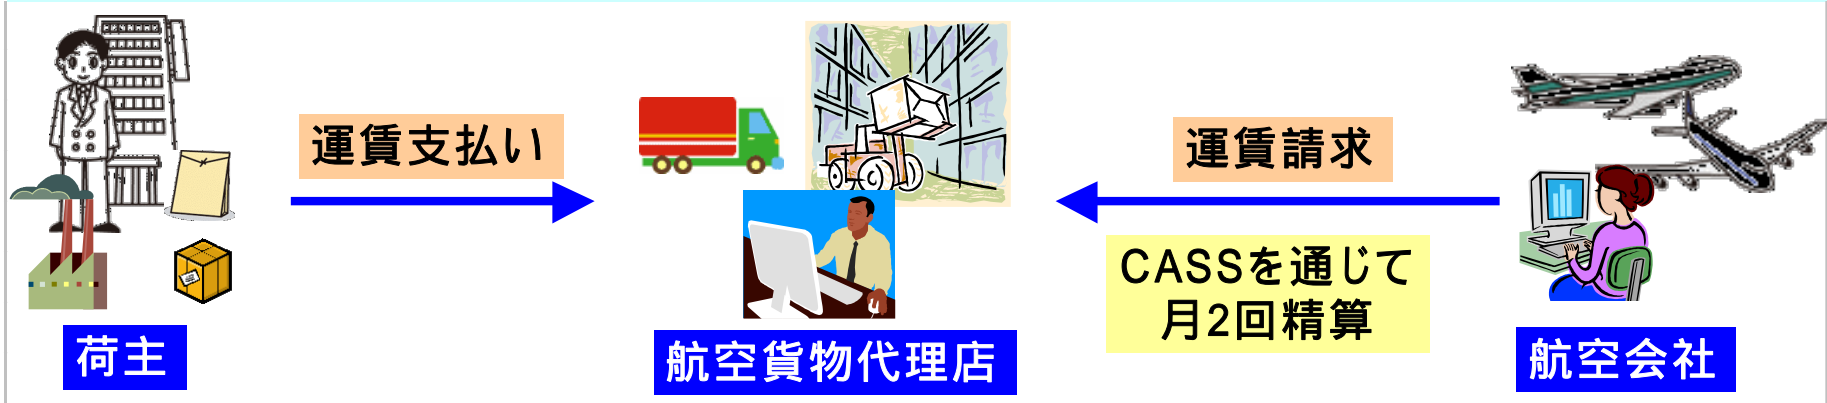 運賃支払い
運賃請求
CASSを通じて
月2回精算
荷主
航空貨物代理店
航空会社